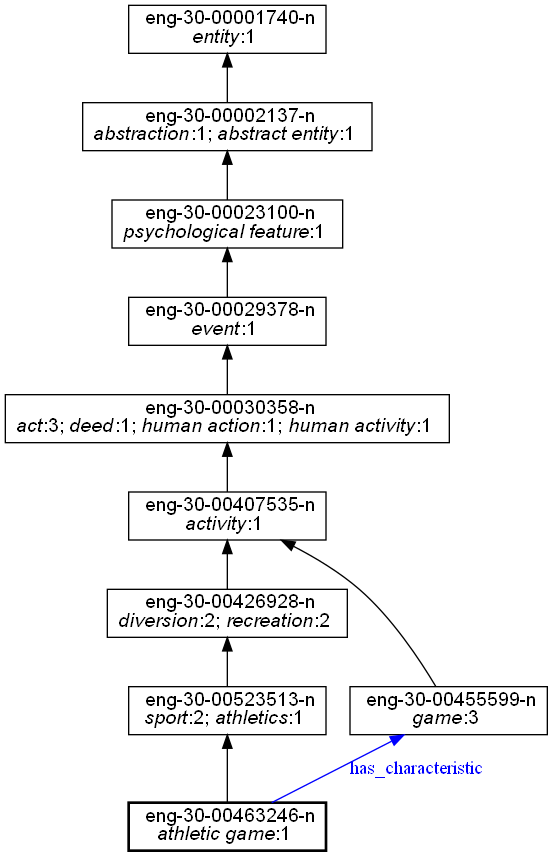 eng-30-00001740-n
entity:1
eng-30-00002137-n
abstraction:1; abstract entity:1
eng-30-00023100-n
psychological feature:1
eng-30-00029378-n
event:1
eng-30-00030358-n
act:3; deed:1; human action:1; human activity:1
eng-30-00407535-n
activity:1
eng-30-00426928-n
diversion:2; recreation:2
eng-30-00523513-n
sport:2; athletics:1
eng-30-00455599-n
game:3
has_characteristic
eng-30-00463246-n
athletic game:1